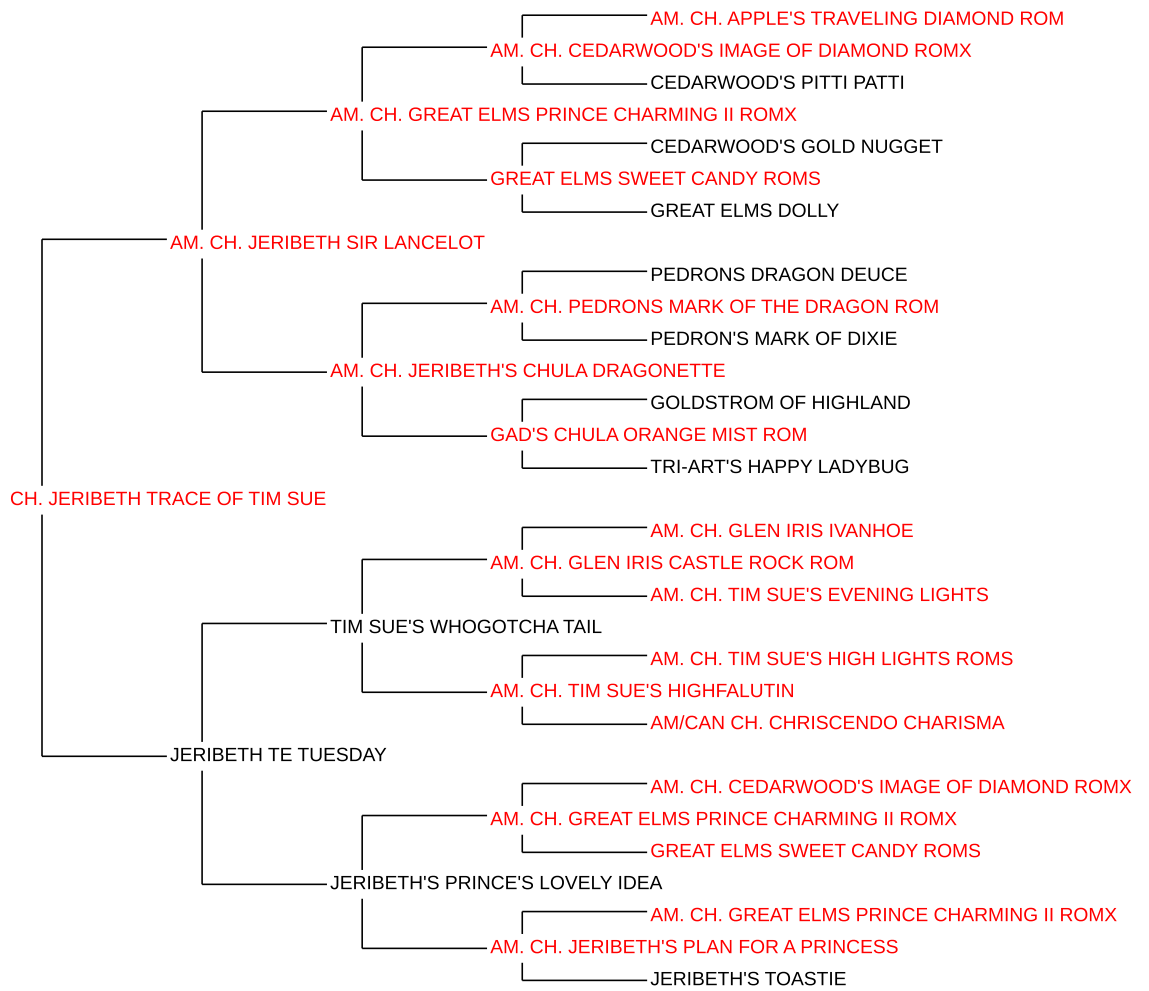 AM. CH. APPLE'S TRAVELING DIAMOND ROM
AM. CH. CEDARWOOD'S IMAGE OF DIAMOND ROMX
CEDARWOOD'S PITTI PATTI
AM. CH. GREAT ELMS PRINCE CHARMING II ROMX
CEDARWOOD'S GOLD NUGGET
GREAT ELMS SWEET CANDY ROMS
GREAT ELMS DOLLY
AM. CH. JERIBETH SIR LANCELOT
PEDRONS DRAGON DEUCE
AM. CH. PEDRONS MARK OF THE DRAGON ROM
PEDRON'S MARK OF DIXIE
AM. CH. JERIBETH'S CHULA DRAGONETTE
GOLDSTROM OF HIGHLAND
GAD'S CHULA ORANGE MIST ROM
TRI-ART'S HAPPY LADYBUG
CH. JERIBETH TRACE OF TIM SUE
AM. CH. GLEN IRIS IVANHOE
AM. CH. GLEN IRIS CASTLE ROCK ROM
AM. CH. TIM SUE'S EVENING LIGHTS
TIM SUE'S WHOGOTCHA TAIL
AM. CH. TIM SUE'S HIGH LIGHTS ROMS
AM. CH. TIM SUE'S HIGHFALUTIN
AM/CAN CH. CHRISCENDO CHARISMA
JERIBETH TE TUESDAY
AM. CH. CEDARWOOD'S IMAGE OF DIAMOND ROMX
AM. CH. GREAT ELMS PRINCE CHARMING II ROMX
GREAT ELMS SWEET CANDY ROMS
JERIBETH'S PRINCE'S LOVELY IDEA
AM. CH. GREAT ELMS PRINCE CHARMING II ROMX
AM. CH. JERIBETH'S PLAN FOR A PRINCESS
JERIBETH'S TOASTIE